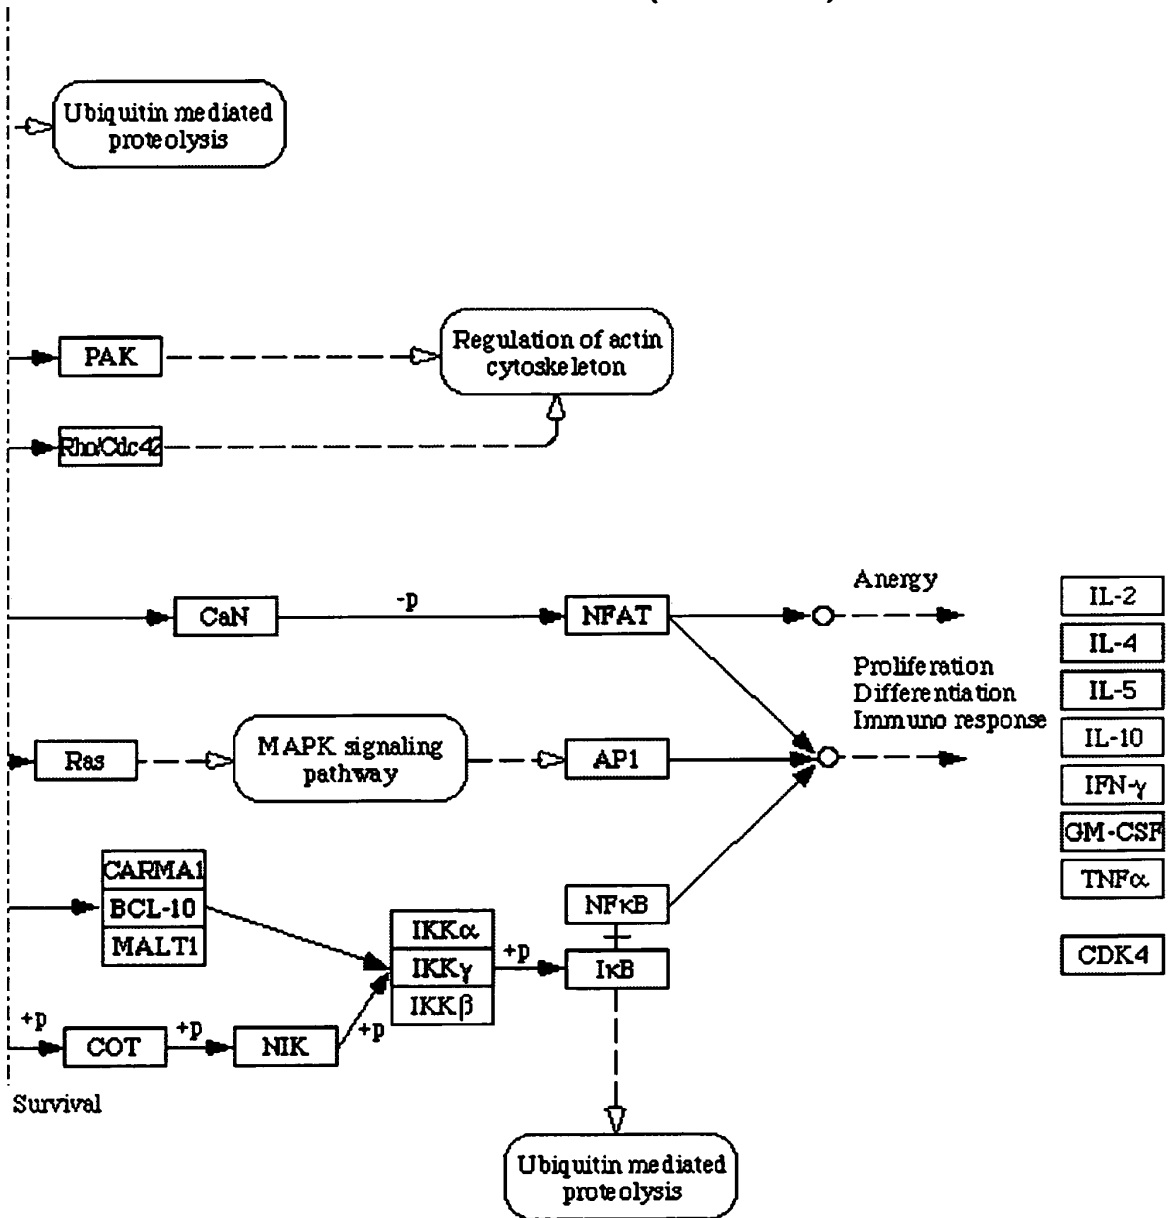 Ubiquitin mediated
proteolysis
Regulation of actin
cytoskeleton
PAK
Rho/Cdc42
Anergy
CaN
-p
NFAT
IL-2
IL-4
Proliferation
Differentiation
Immuno response
IL-5
IL-10
Ras
MAPK signaling
pathway
AP1
IFN-γ
GM-CSF
TNFα
CARMA1
BCL-10
MALT1
NFκB
IKKα
IKKγ
IKKβ
+p
IκB
CDK4
+p
COT
+p
NIK
+p
Survival
Ubiquitin mediated
proteolysis